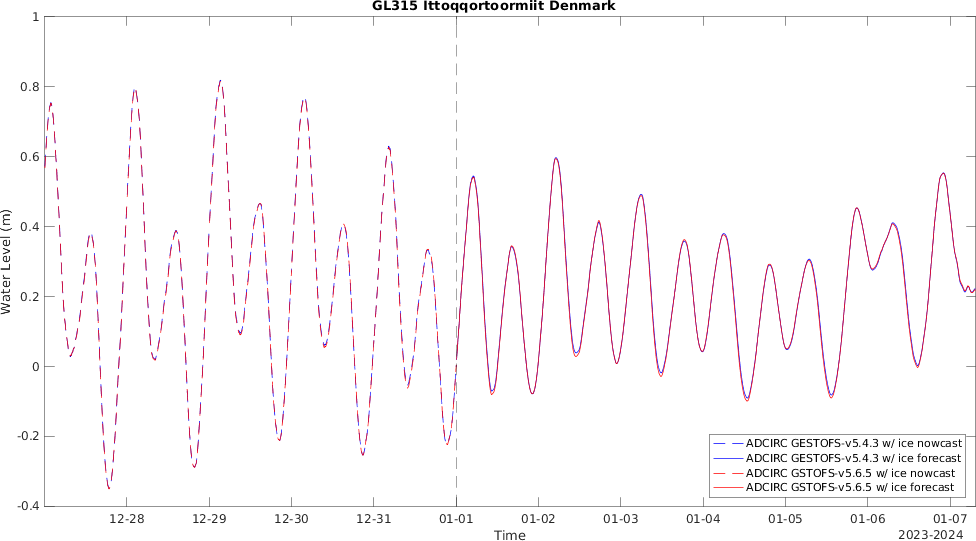 GL315 Ittoqqortoormiit Denmark
1
0.8
0.6
0.4
0.2
0
-0.2
-0.4
Water Level (m)
ADCIRC GESTOFS-v5.4.3 w/ ice nowcast
ADCIRC GESTOFS-v5.4.3 w/ ice forecast
ADCIRC GSTOFS-v5.6.5 w/ ice nowcast
ADCIRC GSTOFS-v5.6.5 w/ ice forecast
12-28 12-29 12-30 12-31 01-01 01-02 01-03 01-04 01-05 01-06 01-07
Time
2023-2024